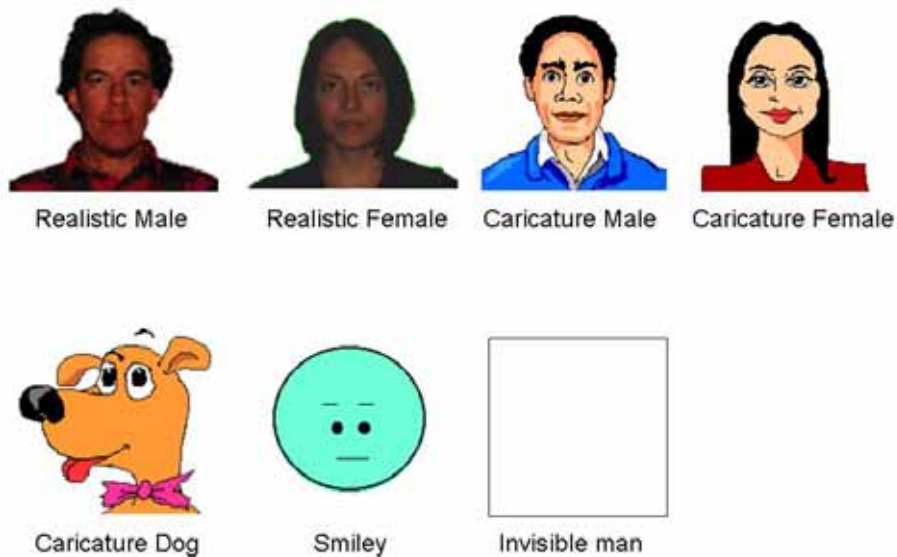 Realistic Male
Realistic Female
Caricature Male
Caricature Female
Caricature Dog
Smiley
Invisible man